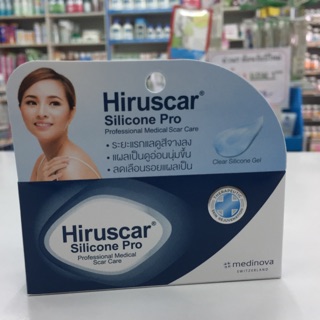 Hiruscar®
Silicone Pro
Professional Medical Scar Care
• ระยะแรกแลดูสีจางลง
• แผลเป็นดูอ่อนนุ่มขึ้น
• ลดเลือนรอยแผลเป็น
Clear Silicone Gel
Hiruscar®
Silicone Pro
Professional Medical
Scar Care
medinova
SWITZERLAND